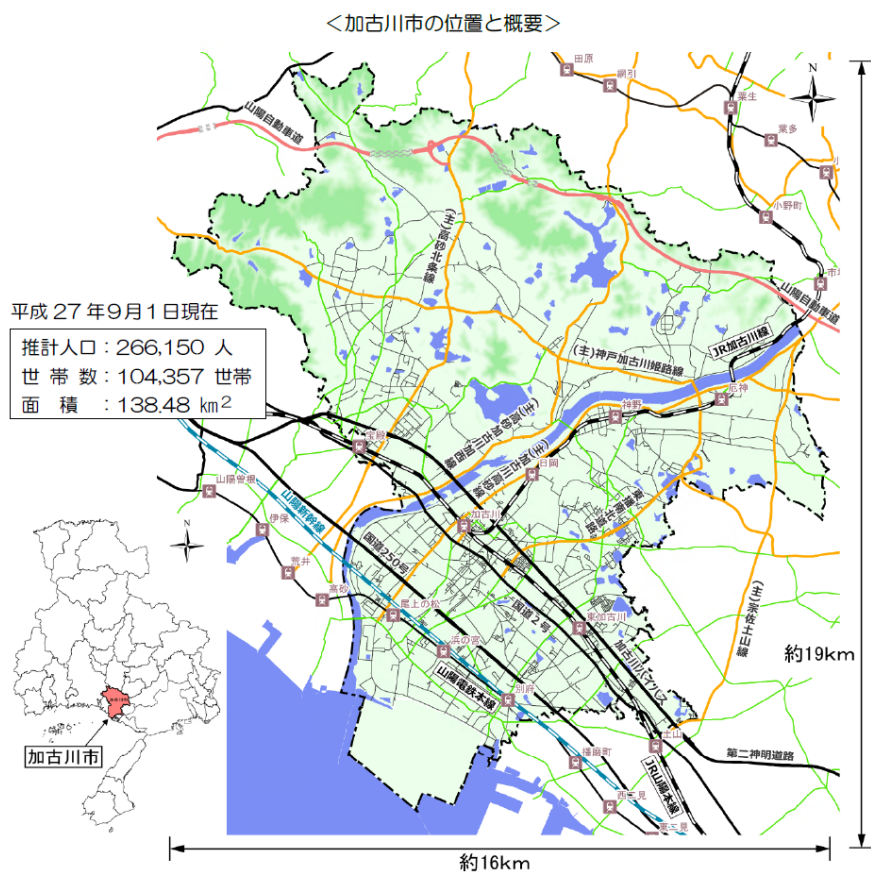 ＜加古川市の位置と概要＞
田原
網引
粟生
N
葉多
山陽自動車道
小野町
(主)高砂北条線
市場
山陽自動車道
平成27年9月1日現在
推計人口：266,150 人
世 帯 数：104,357 世帯
面 積 ：138.48 km2
JR加古川線
(主)神戸加古川姫路線
厄神
神野
(主)高砂加古川加西線
(主)加古川高砂線
宝殿
日岡
山陽曽根
東播南北道路
加古川
山陽新幹線
伊保
国道250号
N
荒井
高砂
尾上の松
国道2号
東加古川
(主)宗佐土山線
浜の宮
加古川バイパス
約19km
別府
山陽電鉄本線
土山
加古川市
第二神明道路
播磨町
JR山陽本線
西二見
東二見
約16km